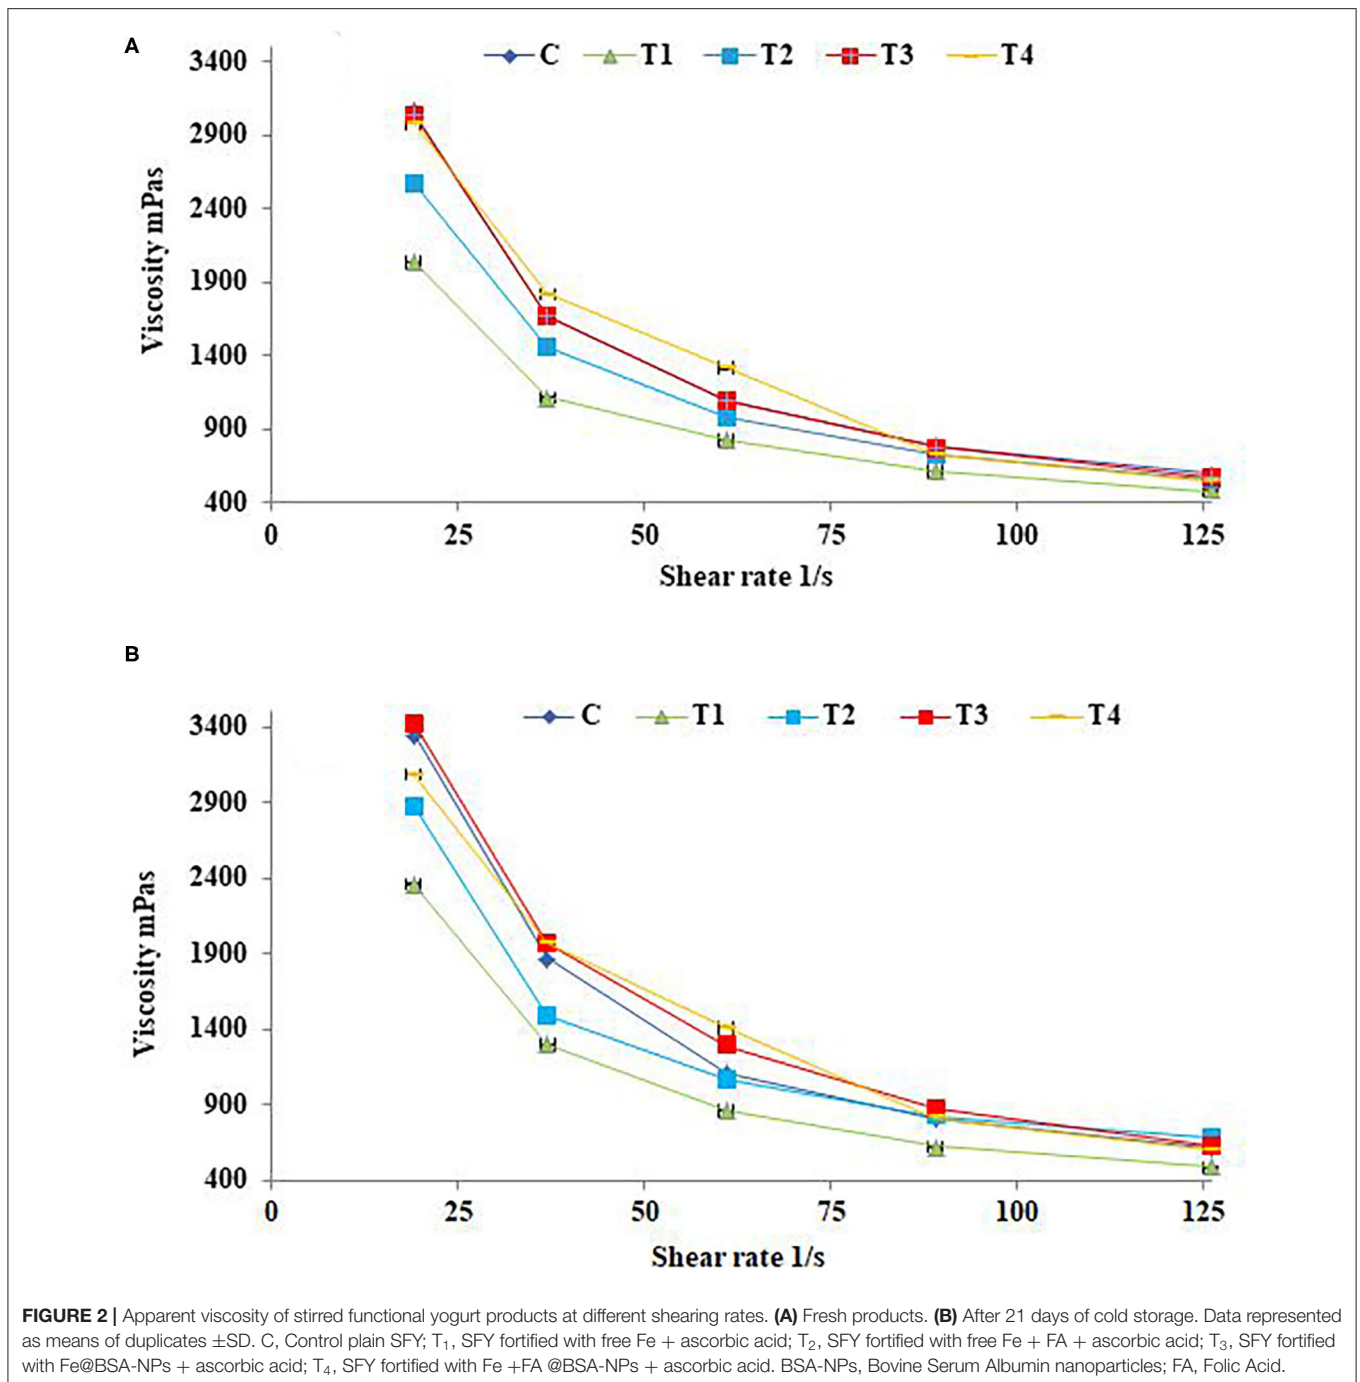 A
C T1 T2 T3 T4
3400
2900
2400
1900
1400
900
400
Viscosity mPas
0 25 50 75 100 125
Shear rate 1/s
B
C T1 T2 T3 T4
3400
2900
2400
1900
1400
900
400
Viscosity mPas
0 25 50 75 100 125
Shear rate 1/s
FIGURE 2 | Apparent viscosity of stirred functional yogurt products at different shearing rates. (A) Fresh products. (B) After 21 days of cold storage. Data represented
as means of duplicates ±SD. C, Control plain SFY; T₁, SFY fortified with free Fe + ascorbic acid; T₂, SFY fortified with free Fe + FA + ascorbic acid; T₃, SFY fortified
with Fe@BSA-NPs + ascorbic acid; T₄, SFY fortified with Fe +FA @BSA-NPs + ascorbic acid. BSA-NPs, Bovine Serum Albumin nanoparticles; FA, Folic Acid.